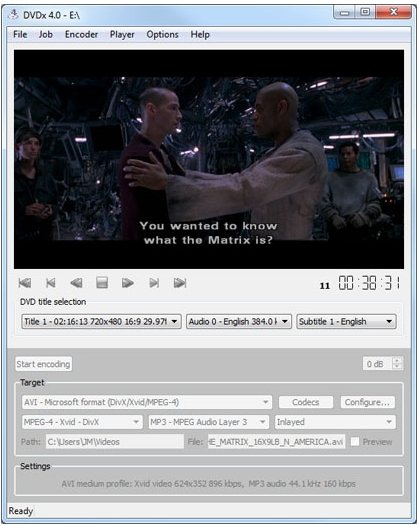 DVDx 4.0 - E:\
File Job Encoder Player Options Help
You wanted to know
what the Matrix is?
11 00:38:31
DVD title selection
Title 1 - 02:16:13 720x480 16:9 29.97f Audio 0 - English 384.0 k Subtitle 1 - English
Start encoding 0 dB
Target
AVI - Microsoft format (DivX/Xvid/MPEG-4) Codecs Configure...
MPEG-4 - Xvid - DivX MP3 - MPEG Audio Layer 3 Inlayed
Path: C:\Users\JM\Videos File: HE_MATRIX_16X9LB_N_AMERICA.avi Preview
Settings
AVI medium profile: Xvid video 624x352 896 kbps, MP3 audio 44.1 kHz 160 kbps
Ready